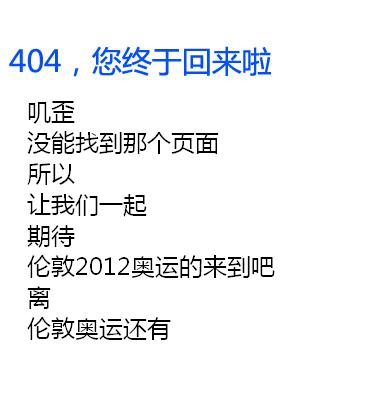 404，您终于回来啦
叽歪
没能找到那个页面
所以
让我们一起
期待
伦敦2012奥运的来到吧
离
伦敦奥运还有